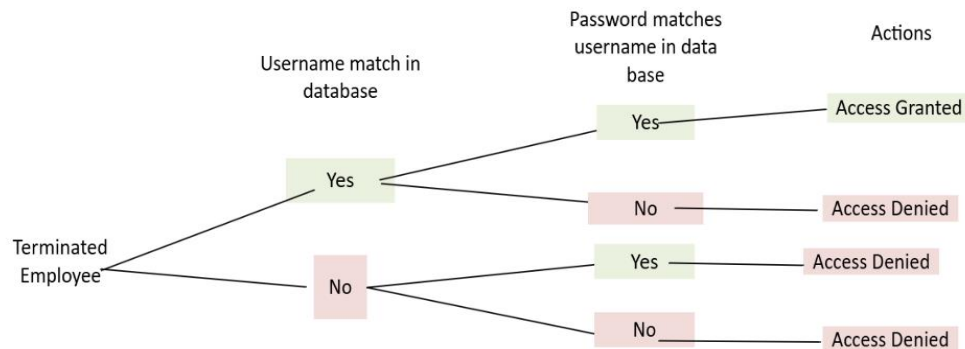 Password matches
username in data
base
Actions
Username match in
database
Yes
Access Granted
Yes
No
Access Denied
Terminated
Employee
Yes
Access Denied
No
No
Access Denied